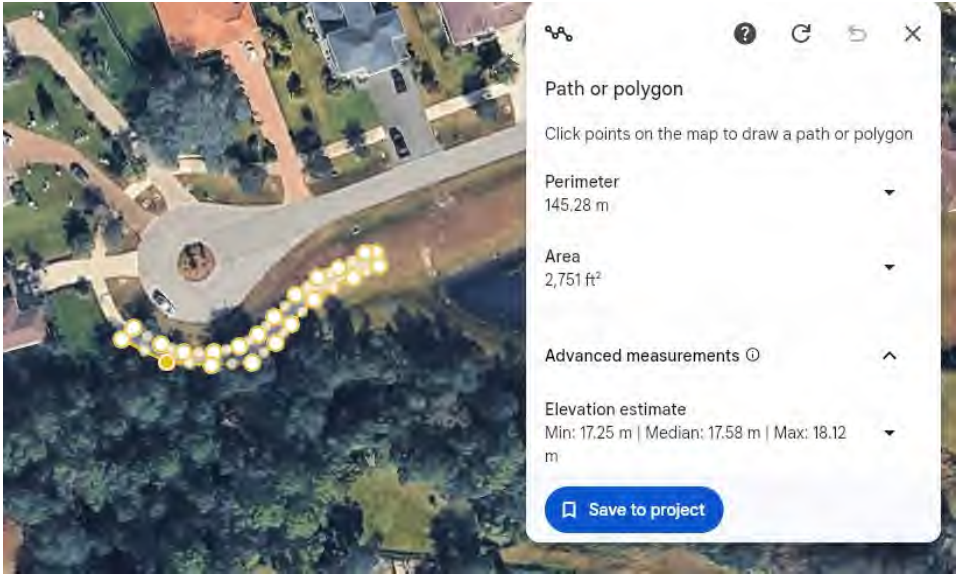 Path or polygon
Click points on the map to draw a path or polygon
Perimeter
145.28 m
Area
2,751 ft²
Advanced measurements
Elevation estimate
Min: 17.25 m | Median: 17.58 m | Max: 18.12
m
Save to project